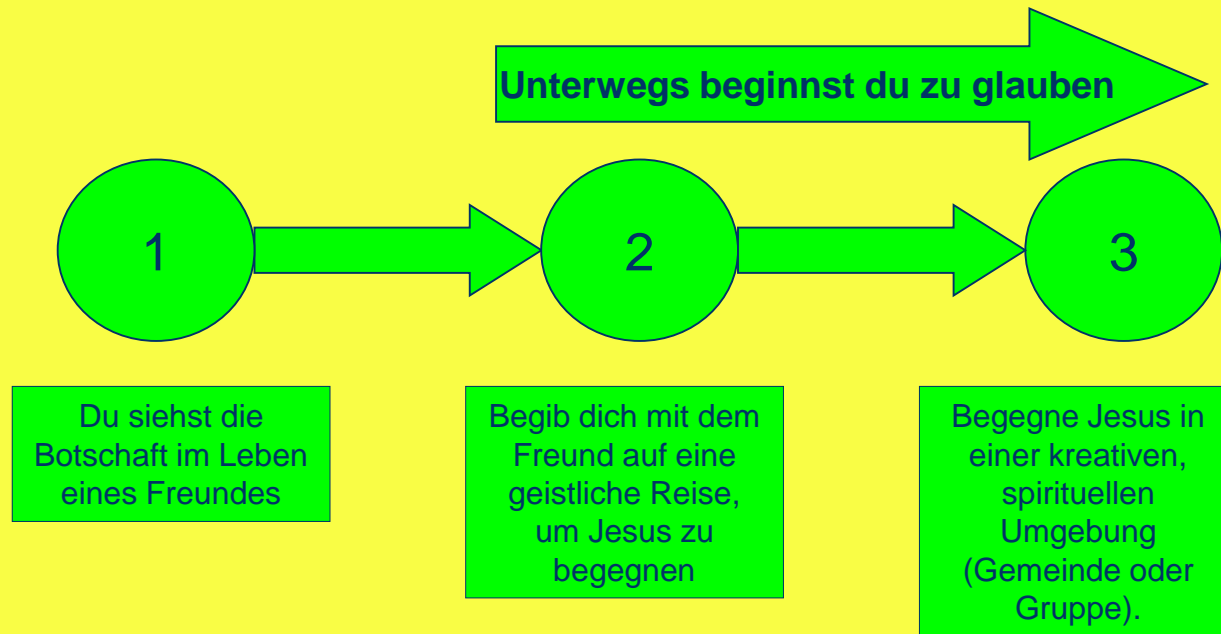 Unterwegs beginnst du zu glauben
1
2
3
Du siehst die
Botschaft im Leben
eines Freundes
Begib dich mit dem
Freund auf eine
geistliche Reise,
um Jesus zu
begegnen
Begegne Jesus in
einer kreativen,
spirituellen
Umgebung
(Gemeinde oder
Gruppe).